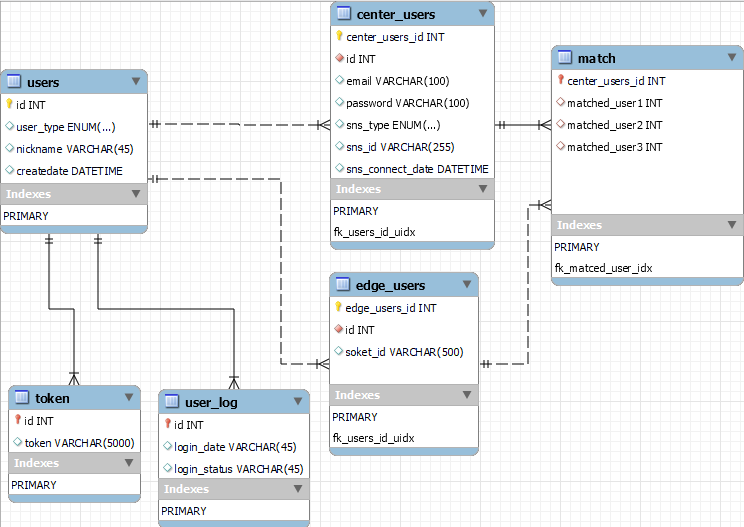 users
id INT
user_type ENUM(...)
nickname VARCHAR(45)
createdate DATETIME
Indexes
PRIMARY
center_users
center_users_id INT
id INT
email VARCHAR(100)
password VARCHAR(100)
sns_type ENUM(...)
sns_id VARCHAR(255)
sns_connect_date DATETIME
Indexes
PRIMARY
fk_users_id_uidx
match
center_users_id INT
matched_user1 INT
matched_user2 INT
matched_user3 INT
Indexes
PRIMARY
fk_matced_user_idx
edge_users
edge_users_id INT
id INT
soket_id VARCHAR(500)
Indexes
PRIMARY
fk_users_id_uidx
token
id INT
token VARCHAR(5000)
Indexes
PRIMARY
user_log
id INT
login_date VARCHAR(45)
login_status VARCHAR(45)
Indexes
PRIMARY